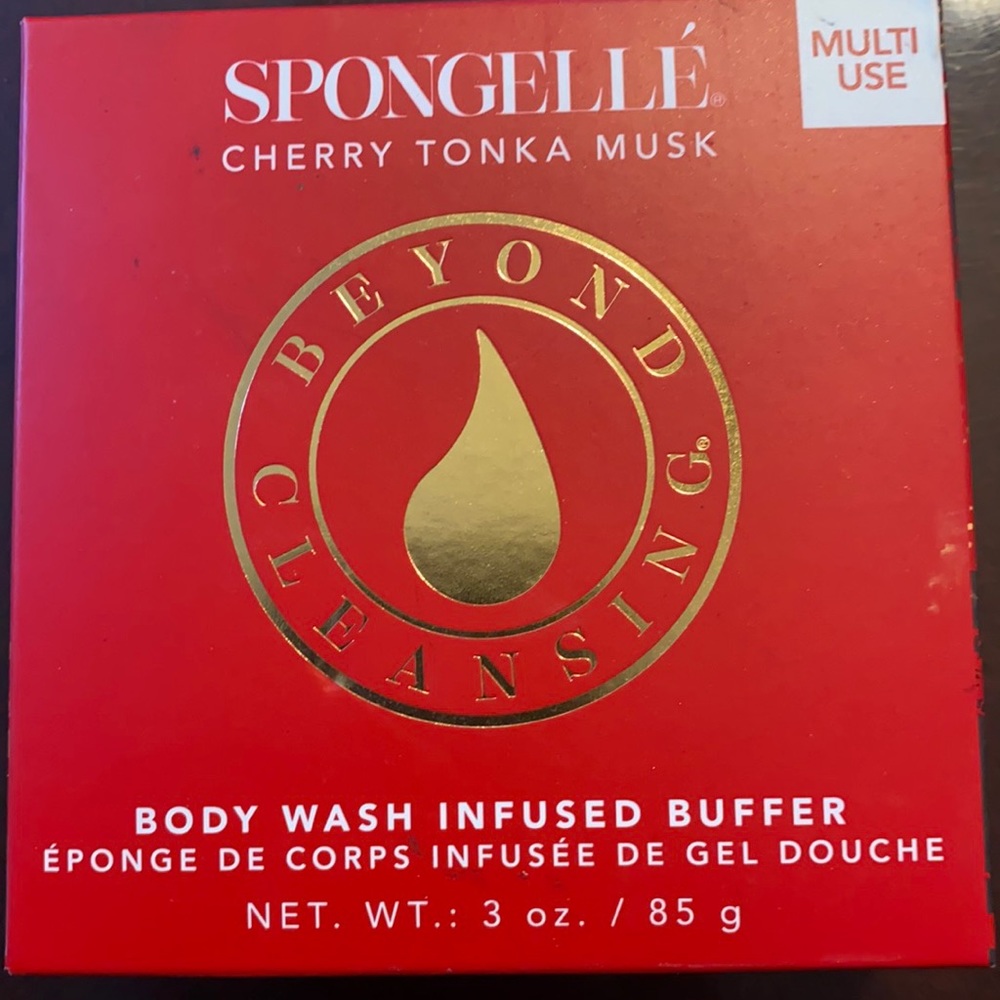 SPONGELLÉ®
CHERRY TONKA MUSK
MULTI
USE
BEYOND
CLEANSING®
BODY WASH INFUSED BUFFER
ÉPONGE DE CORPS INFUSÉE DE GEL DOUCHE
NET. WT.: 3 oz. / 85 g